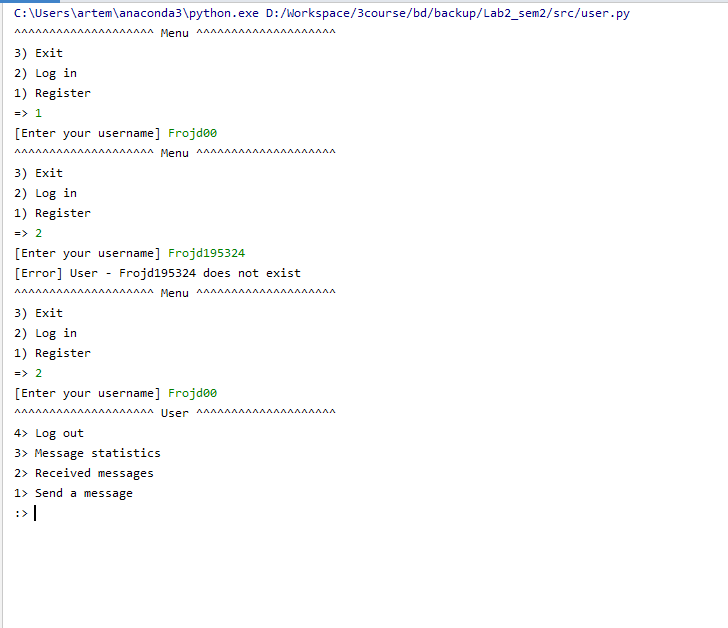 C:\Users\artem\anaconda3\python.exe D:/Workspace/3course/bd/backup/Lab2_sem2/src/user.py
^^^^^^^^^^^^^^^^^^^^ Menu ^^^^^^^^^^^^^^^^^^^^
3) Exit
2) Log in
1) Register
=> 1
[Enter your username] Frojd00
^^^^^^^^^^^^^^^^^^^^ Menu ^^^^^^^^^^^^^^^^^^^^
3) Exit
2) Log in
1) Register
=> 2
[Enter your username] Frojd195324
[Error] User - Frojd195324 does not exist
^^^^^^^^^^^^^^^^^^^^ Menu ^^^^^^^^^^^^^^^^^^^^
3) Exit
2) Log in
1) Register
=> 2
[Enter your username] Frojd00
^^^^^^^^^^^^^^^^^^^^ User ^^^^^^^^^^^^^^^^^^^^
4> Log out
3> Message statistics
2> Received messages
1> Send a message
:>